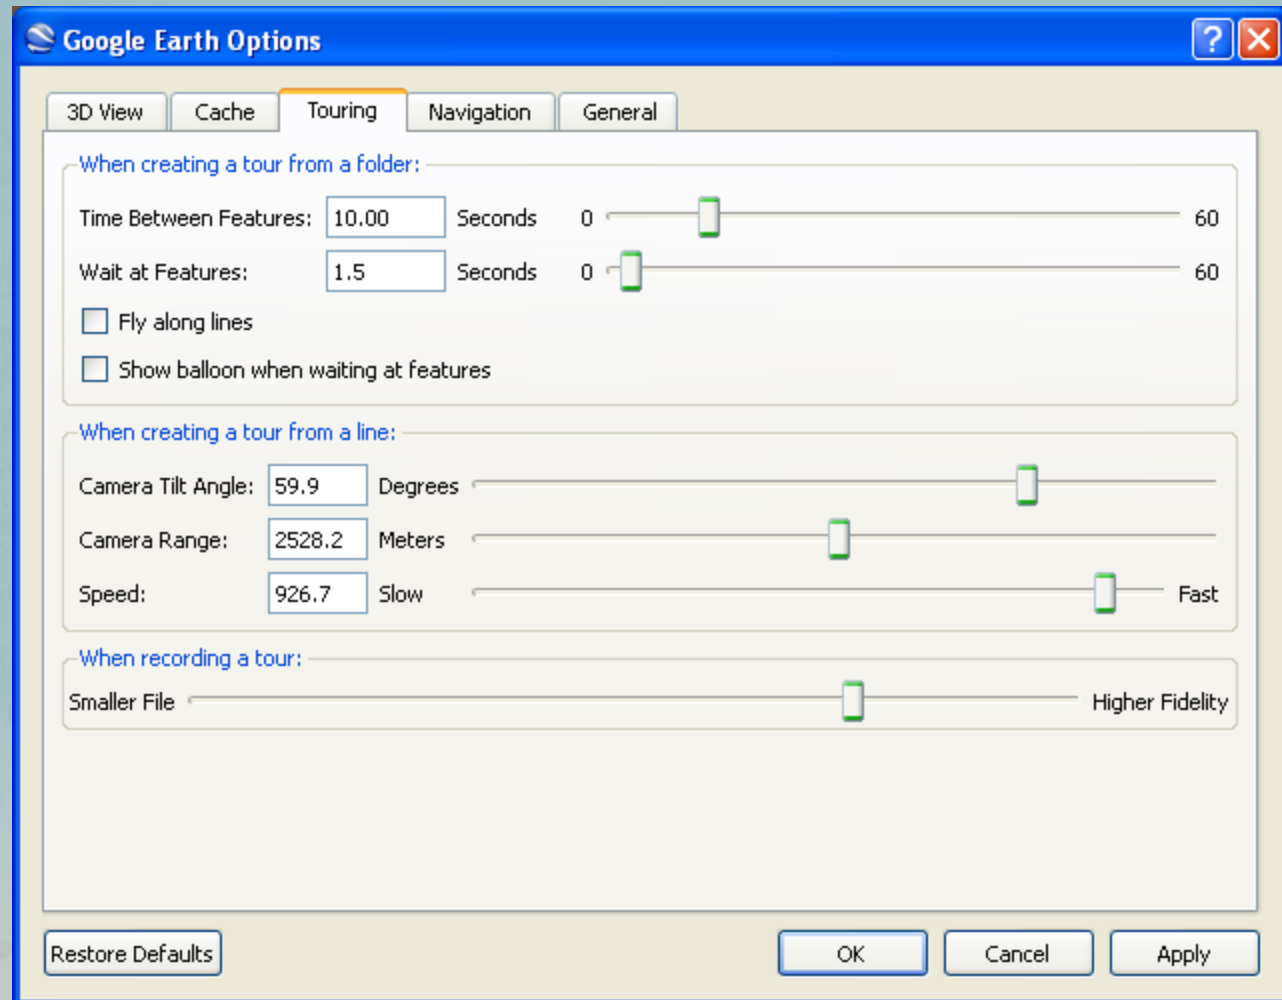 Google Earth Options
3D View Cache Touring Navigation General
When creating a tour from a folder:
Time Between Features: 10.00 Seconds 0 60
Wait at Features: 1.5 Seconds 0 60
Fly along lines
Show balloon when waiting at features
When creating a tour from a line:
Camera Tilt Angle: 59.9 Degrees
Camera Range: 2528.2 Meters
Speed: 926.7 Slow Fast
When recording a tour:
Smaller File Higher Fidelity
Restore Defaults OK Cancel Apply